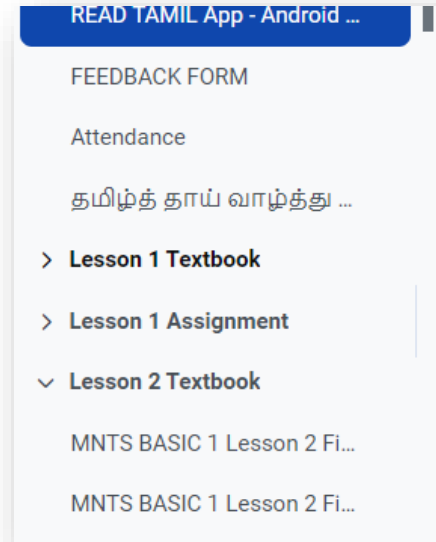 READ TAMIL App - Android ...
FEEDBACK FORM
Attendance
தமிழ்த் தாய் வாழ்த்து ...
Lesson 1 Textbook
Lesson 1 Assignment
Lesson 2 Textbook
MNTS BASIC 1 Lesson 2 Fi...
MNTS BASIC 1 Lesson 2 Fi...